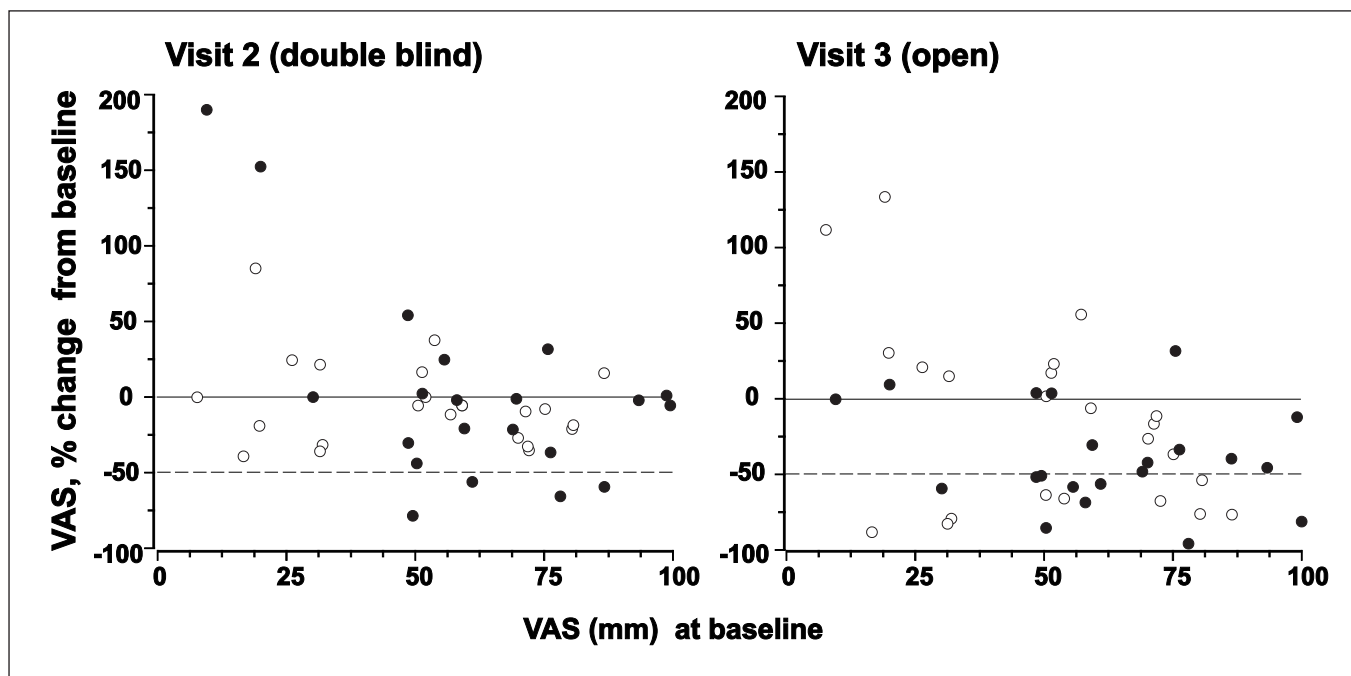 Visit 2 (double blind)
Visit 3 (open)
VAS, % change from baseline
200
150
100
50
0
-50
-100
0 25 50 75 100
200
150
100
50
0
-50
-100
0 25 50 75 100
VAS (mm) at baseline